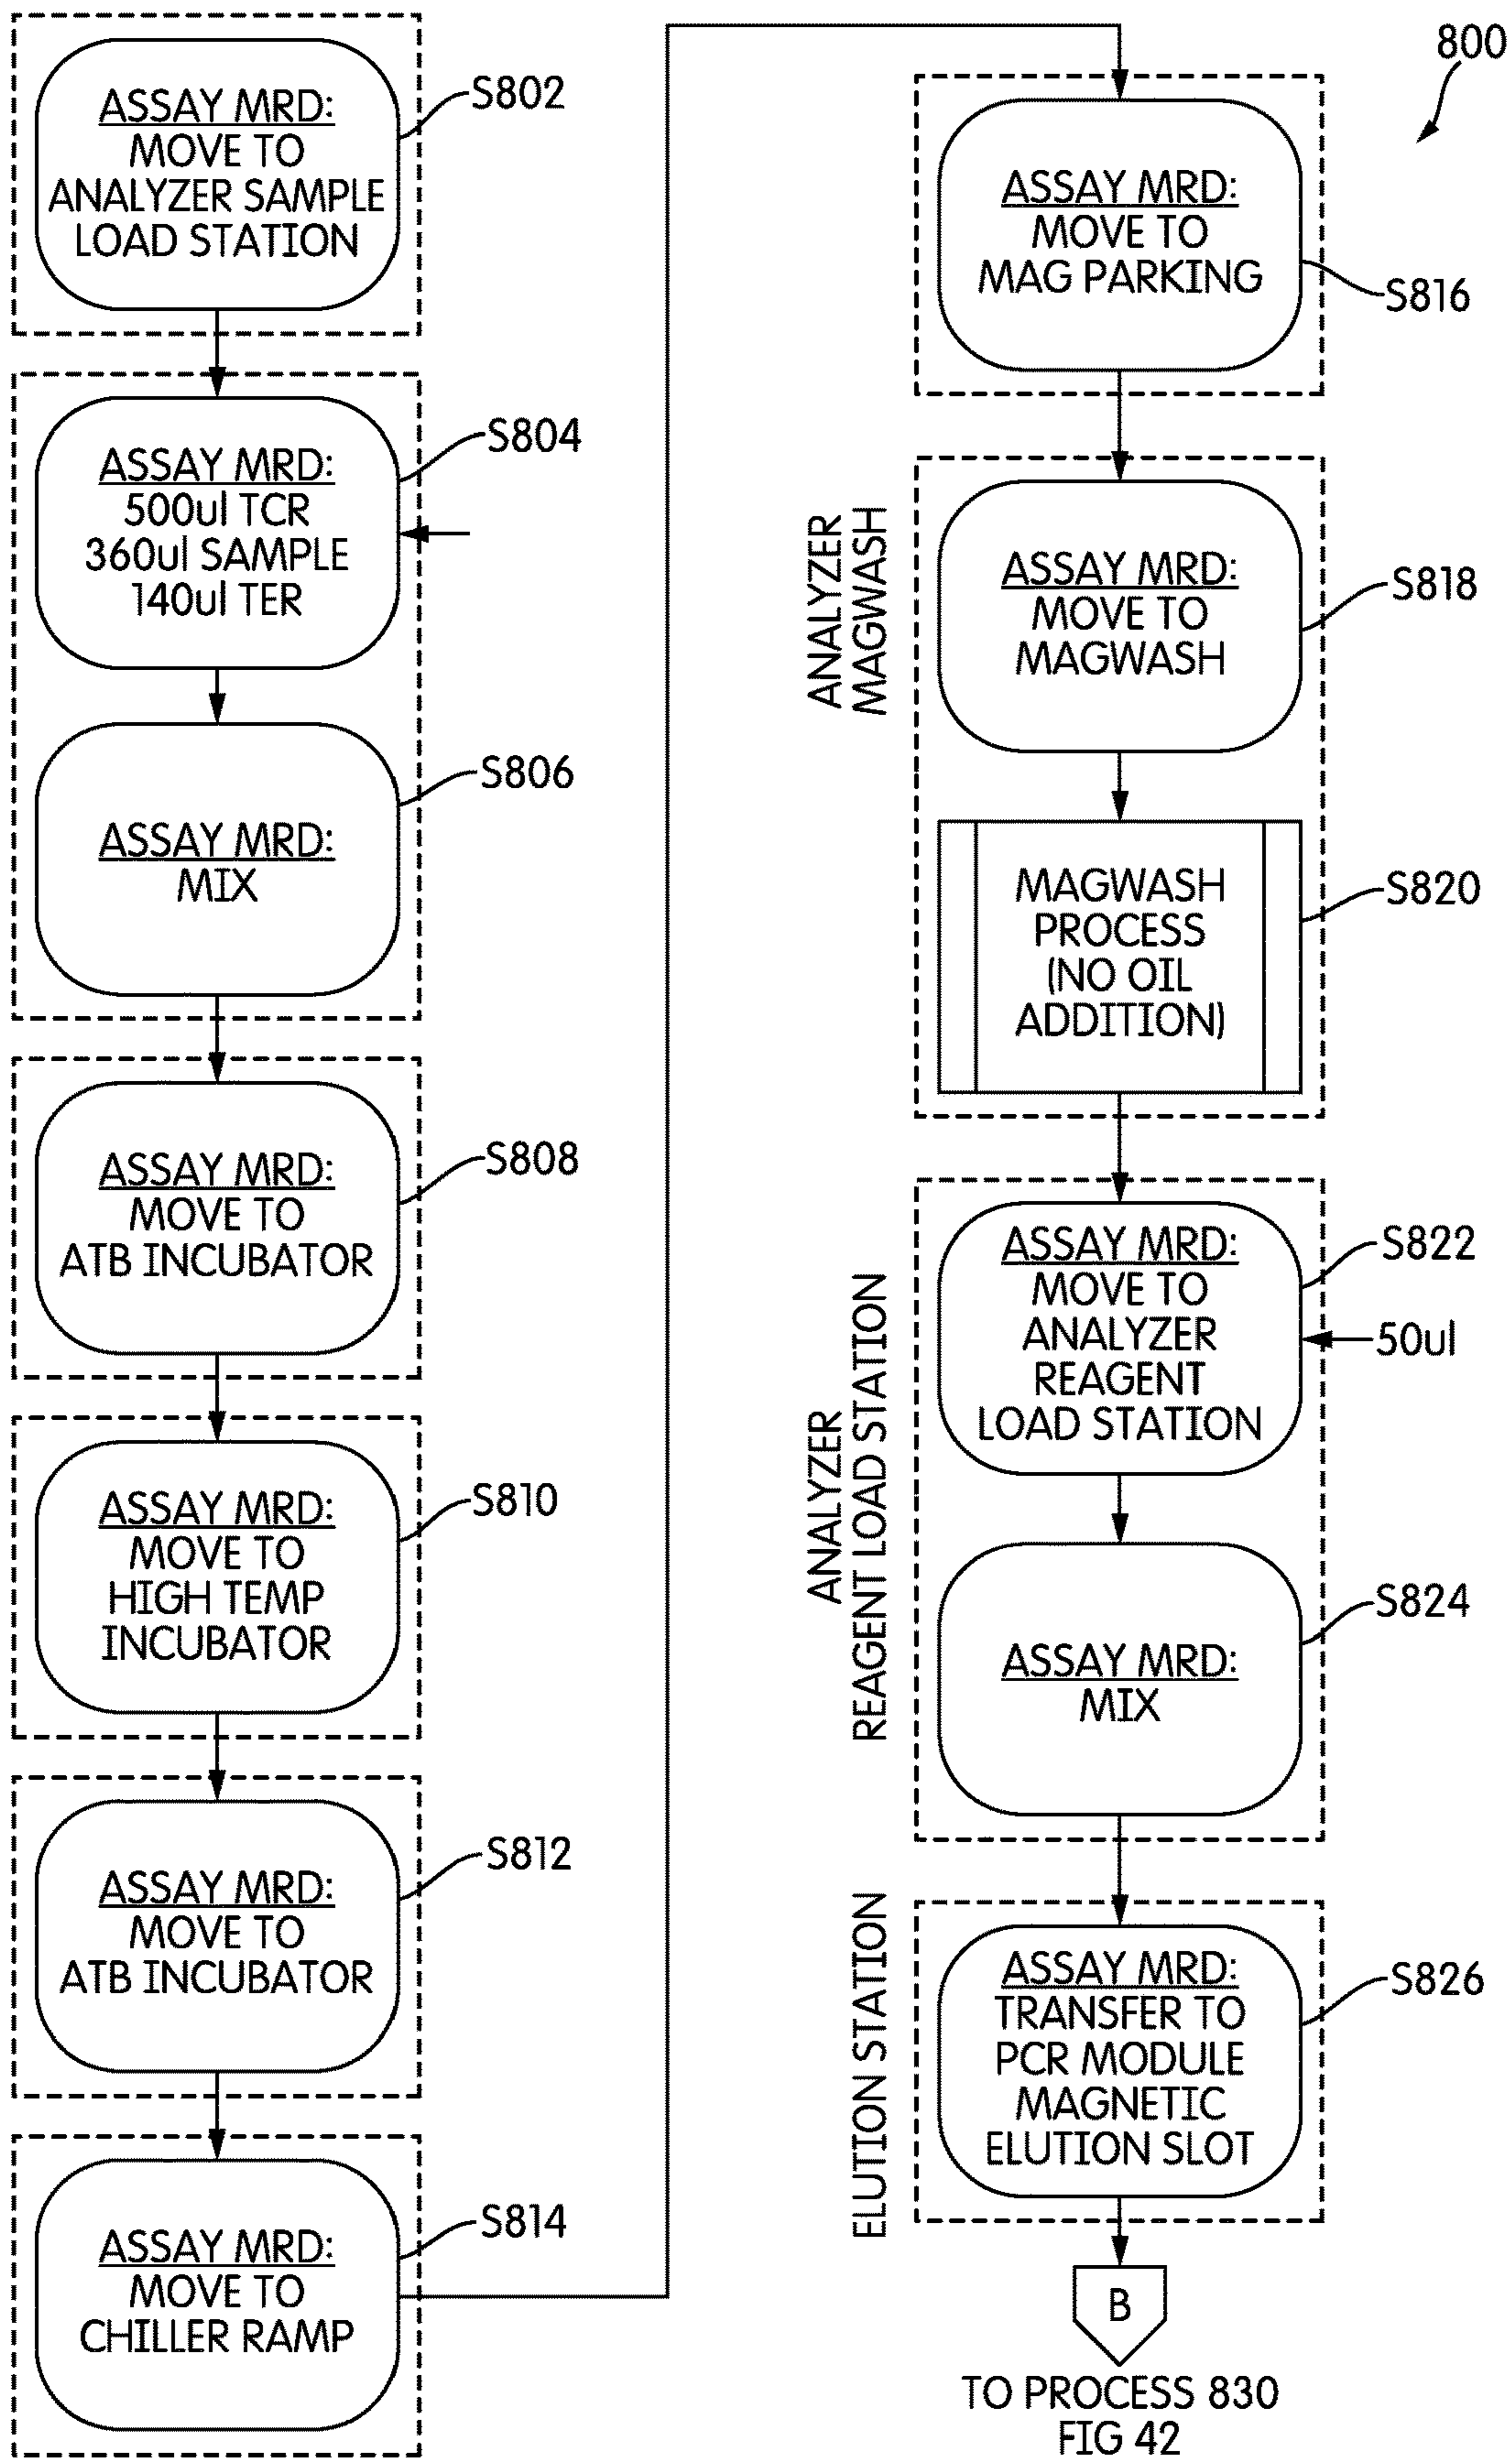 800
ASSAY MRD:
MOVE TO
ANALYZER SAMPLE
LOAD STATION
S802
ASSAY MRD:
500ul TCR
360ul SAMPLE
140ul TER
S804
ASSAY MRD:
MIX
S806
ASSAY MRD:
MOVE TO
ATB INCUBATOR
S808
ASSAY MRD:
MOVE TO
HIGH TEMP
INCUBATOR
S810
ASSAY MRD:
MOVE TO
ATB INCUBATOR
S812
ASSAY MRD:
MOVE TO
CHILLER RAMP
S814
ASSAY MRD:
MOVE TO
MAG PARKING
S816
ANALYZER
MAGWASH
ASSAY MRD:
MOVE TO
MAGWASH
S818
MAGWASH
PROCESS
(NO OIL
ADDITION)
S820
ANALYZER
REAGENT LOAD STATION
ASSAY MRD:
MOVE TO
ANALYZER
REAGENT
LOAD STATION
S822
50ul
ASSAY MRD:
MIX
S824
ELUTION STATION
ASSAY MRD:
TRANSFER TO
PCR MODULE
MAGNETIC
ELUTION SLOT
S826
B
TO PROCESS 830
FIG 42